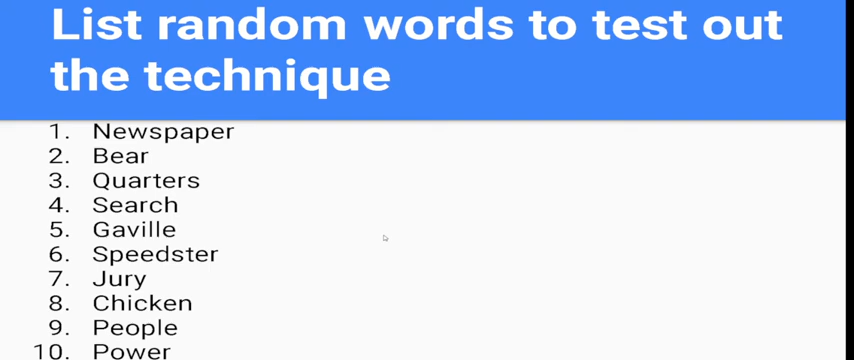 List random words to test out
the technique
1. Newspaper
2. Bear
3. Quarters
4. Search
5. Gaville
6. Speedster
7. Jury
8. Chicken
9. People
10. Power